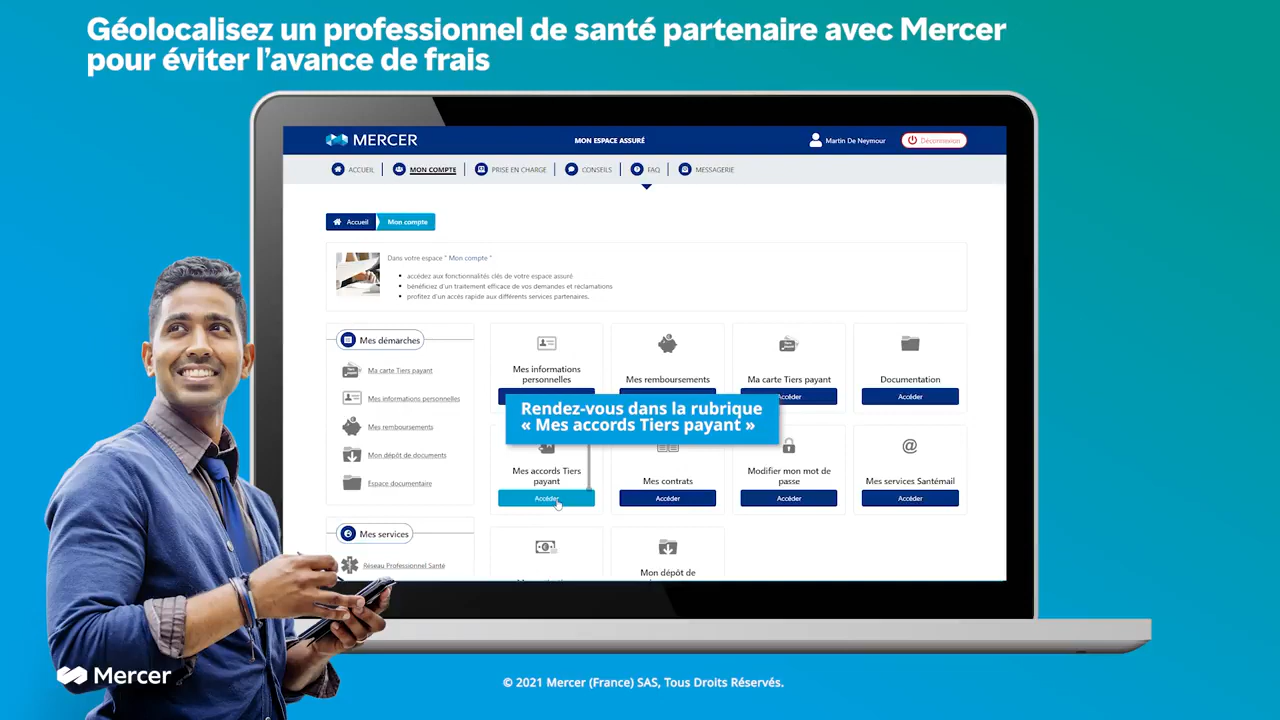 Géolocalisez un professionnel de santé partenaire avec Mercer
pour éviter l'avance de frais
MERCER
MON ESPACE ASSURÉ
Martin De Neymour
Déconnexion
ACCUEIL
MON COMPTE
PRISE EN CHARGE
CONSEILS
FAQ
MESSAGERIE
Accueil
Mon compte
Dans votre espace " Mon compte "
accédez aux fonctionnalités clés de votre espace assuré
bénéficiez d'un traitement efficace de vos demandes et réclamations
profitez d'un accès rapide aux différents services partenaires.
Mes démarches
Ma carte Tiers payant
Mes informations personnelles
Mes remboursements
Mon dépôt de documents
Espace documentaire
Mes services
Réseau Professionnel Santé
Mes informations
personnelles
Mes remboursements
Ma carte Tiers payant
Accéder
Documentation
Accéder
Rendez-vous dans la rubrique
« Mes accords Tiers payant »
Mes accords Tiers
payant
Accéder
Mes contrats
Accéder
Modifier mon mot de
passe
Accéder
@
Mes services Santémail
Accéder
Mon dépôt de
Mercer
© 2021 Mercer (France) SAS, Tous Droits Réservés.